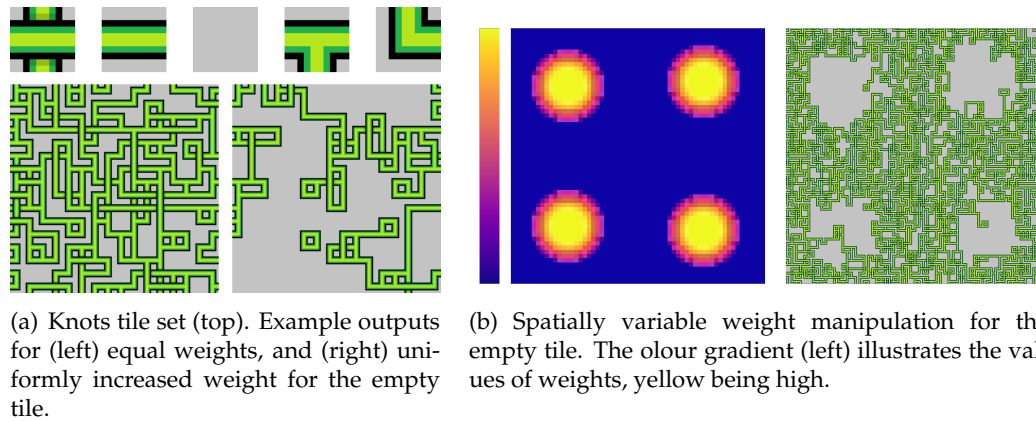 (a) Knots tile set (top). Example outputs
for (left) equal weights, and (right) uni-
formly increased weight for the empty
tile.
(b) Spatially variable weight manipulation for the
empty tile. The olour gradient (left) illustrates the val-
ues of weights, yellow being high.